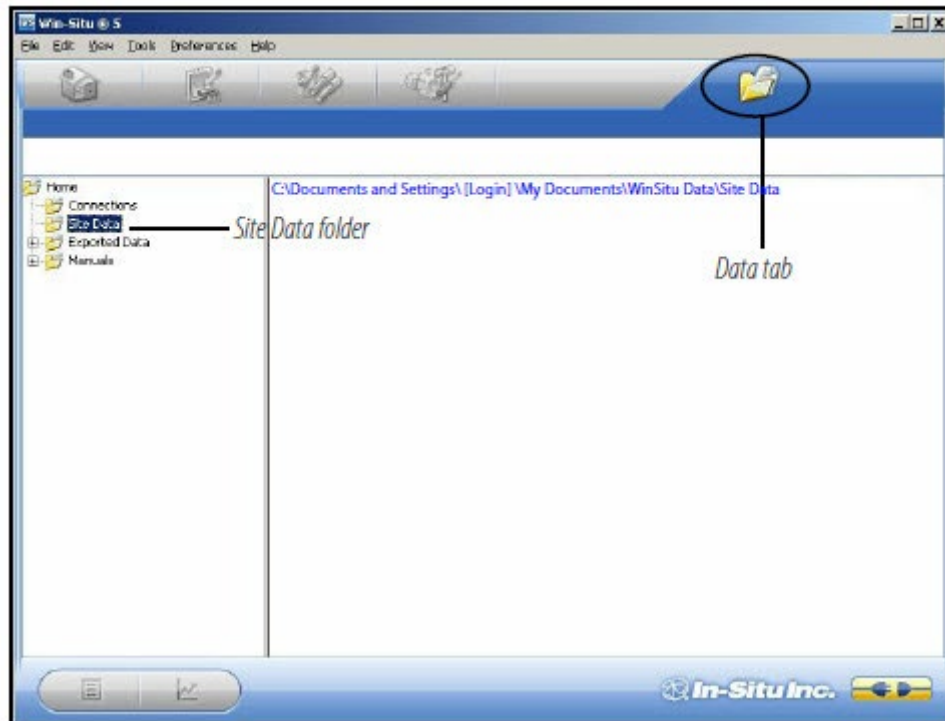 Win-Situ ® 5
File Edit View Tools Preferences Help
Home
Connections
Site Data
Exported Data
Manuals
C:\Documents and Settings\ [Login] \My Documents\WinSitu Data\Site Data
Site Data folder
Data tab
In-Situ Inc.